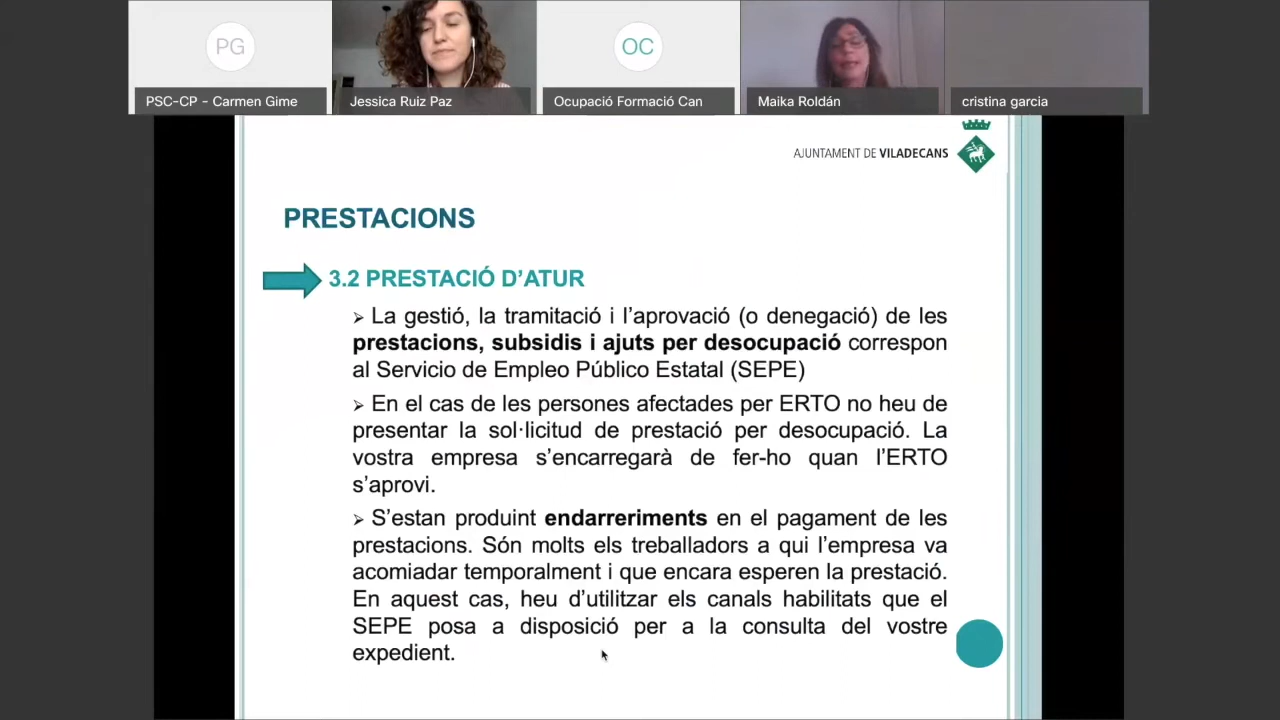 PG
OC
PSC-CP - Carmen Gime
Jessica Ruiz Paz
Ocupació Formació Can
Maika Roldán
cristina garcia
AJUNTAMENT DE VILADECANS
PRESTACIONS
3.2 PRESTACIÓ D'ATUR
➢ La gestió, la tramitació i l'aprovació (o denegació) de les
prestacions, subsidis i ajuts per desocupació correspon
al Servicio de Empleo Público Estatal (SEPE)
➢ En el cas de les persones afectades per ERTO no heu de
presentar la sol·licitud de prestació per desocupació. La
vostra empresa s'encarregarà de fer-ho quan l'ERTO
s'aprovi.
➢ S'estan produint endarreriments en el pagament de les
prestacions. Són molts els treballadors a qui l'empresa va
acomiadar temporalment i que encara esperen la prestació.
En aquest cas, heu d'utilitzar els canals habilitats que el
SEPE posa a disposició per a la consulta del vostre
expedient.